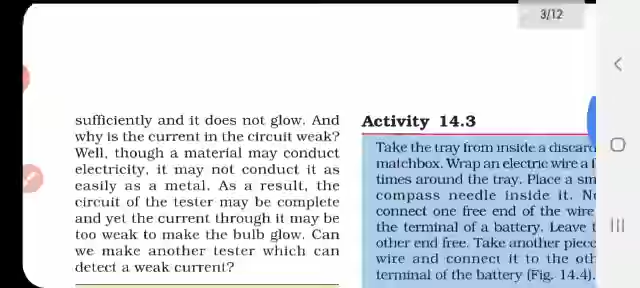 3/12
sufficiently and it does not glow. And
why is the current in the circuit weak?
Well, though a material may conduct
electricity, it may not conduct it as
easily as a metal. As a result, the
circuit of the tester may be complete
and yet the current through it may be
too weak to make the bulb glow. Can
we make another tester which can
detect a weak current?
Activity 14.3
Take the tray from inside a
matchbox. Wrap an electric wire a
times around the tray. Place a
compass needle inside it.
connect one free end of the wire
the terminal of a battery. Leave
other end free. Take another
wire and connect it to the
terminal of the battery (Fig. 14.4).